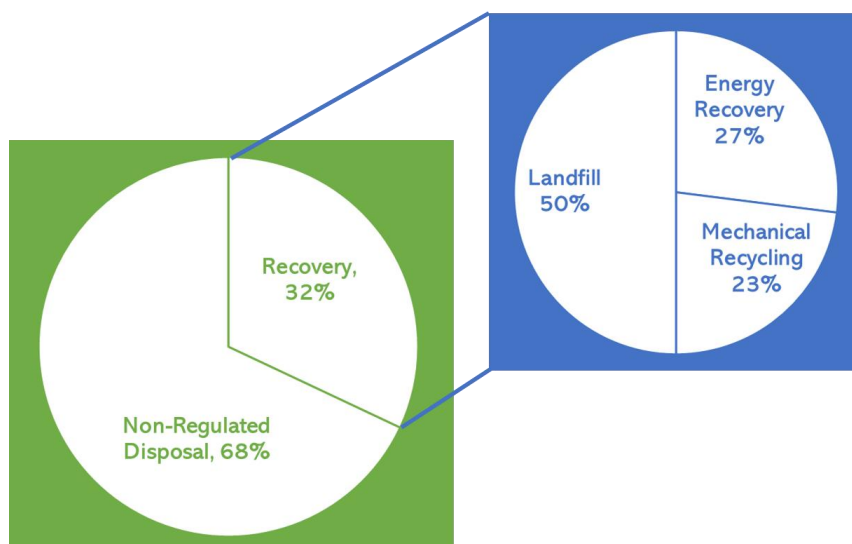 Energy
Recovery
27%
Landfill
50%
Mechanical
Recycling
23%
Recovery,
32%
Non-Regulated
Disposal, 68%